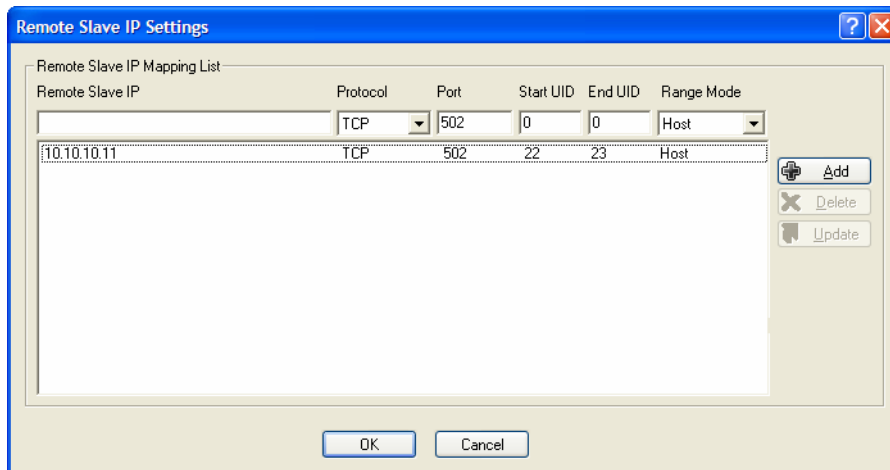 Remote Slave IP Settings
Remote Slave IP Mapping List
Remote Slave IP Protocol Port Start UID End UID Range Mode
TCP 502 0 0 Host
10.10.10.11 TCP 502 22 23 Host
Add
Delete
Update
OK Cancel